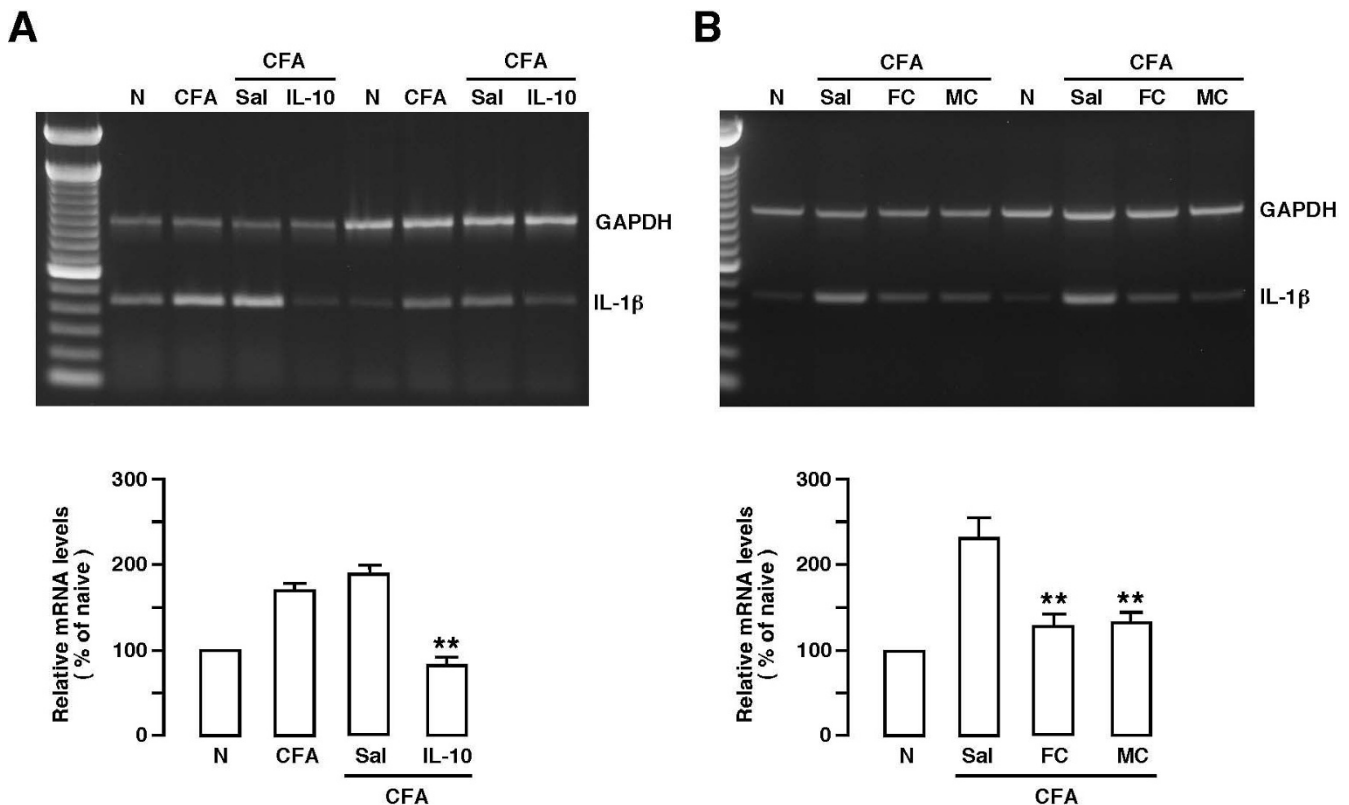 A
CFA CFA
N CFA Sal IL-10 N CFA Sal IL-10
GAPDH
IL-1β
300
200
100
0
Relative mRNA levels
( % of naive )
**
N CFA Sal IL-10
CFA
B
CFA CFA
N Sal FC MC N Sal FC MC
GAPDH
IL-1β
300
200
100
0
Relative mRNA levels
( % of naive )
** **
N Sal FC MC
CFA